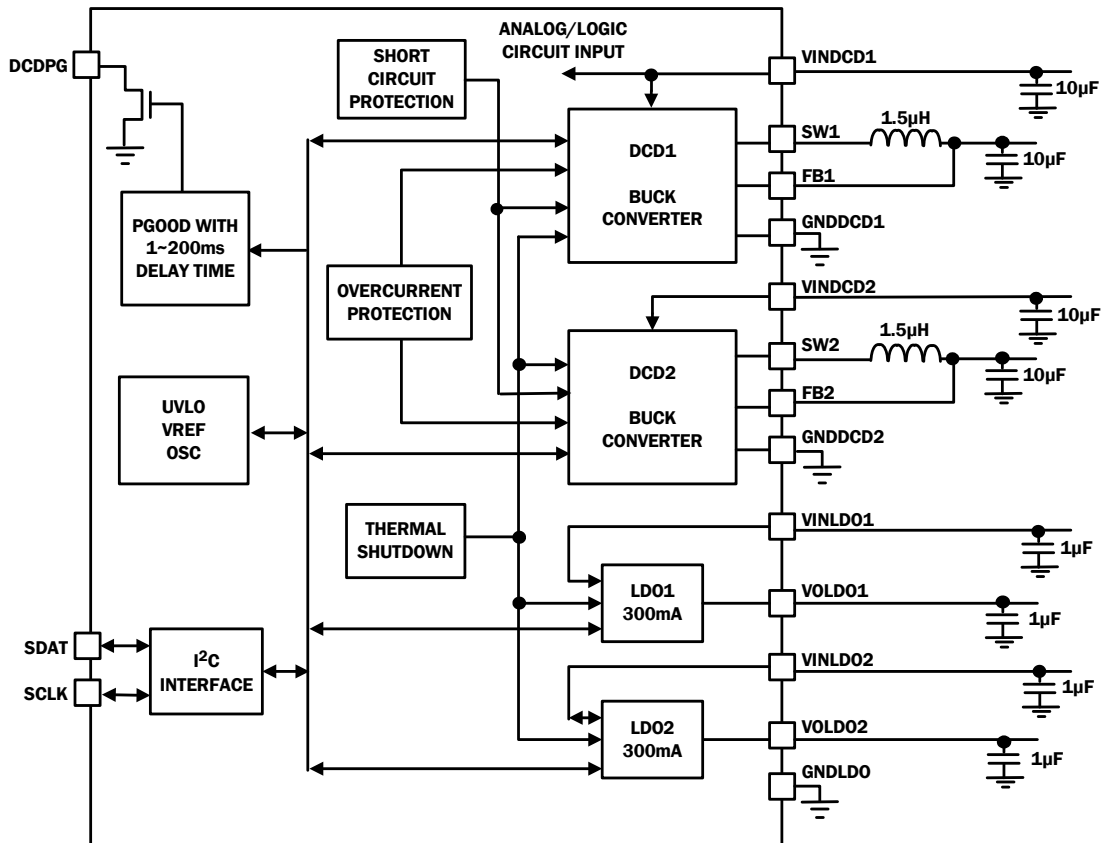 ANALOG/LOGIC
CIRCUIT INPUT
VINDCD1
DCDPG
SHORT
CIRCUIT
PROTECTION
10µF
1.5µH
SW1
DCD1
BUCK
CONVERTER
10µF
FB1
PGOOD WITH
1~200ms
DELAY TIME
GNDDCD1
OVERCURRENT
PROTECTION
VINDCD2
10µF
1.5µH
SW2
DCD2
BUCK
CONVERTER
10µF
FB2
UVLO
VREF
OSC
GNDDCD2
THERMAL
SHUTDOWN
VINLDO1
1µF
LDO1
300mA
VOLDO1
1µF
SDAT
SCLK
I²C
INTERFACE
VINLDO2
1µF
LDO2
300mA
VOLDO2
1µF
GNDLDO